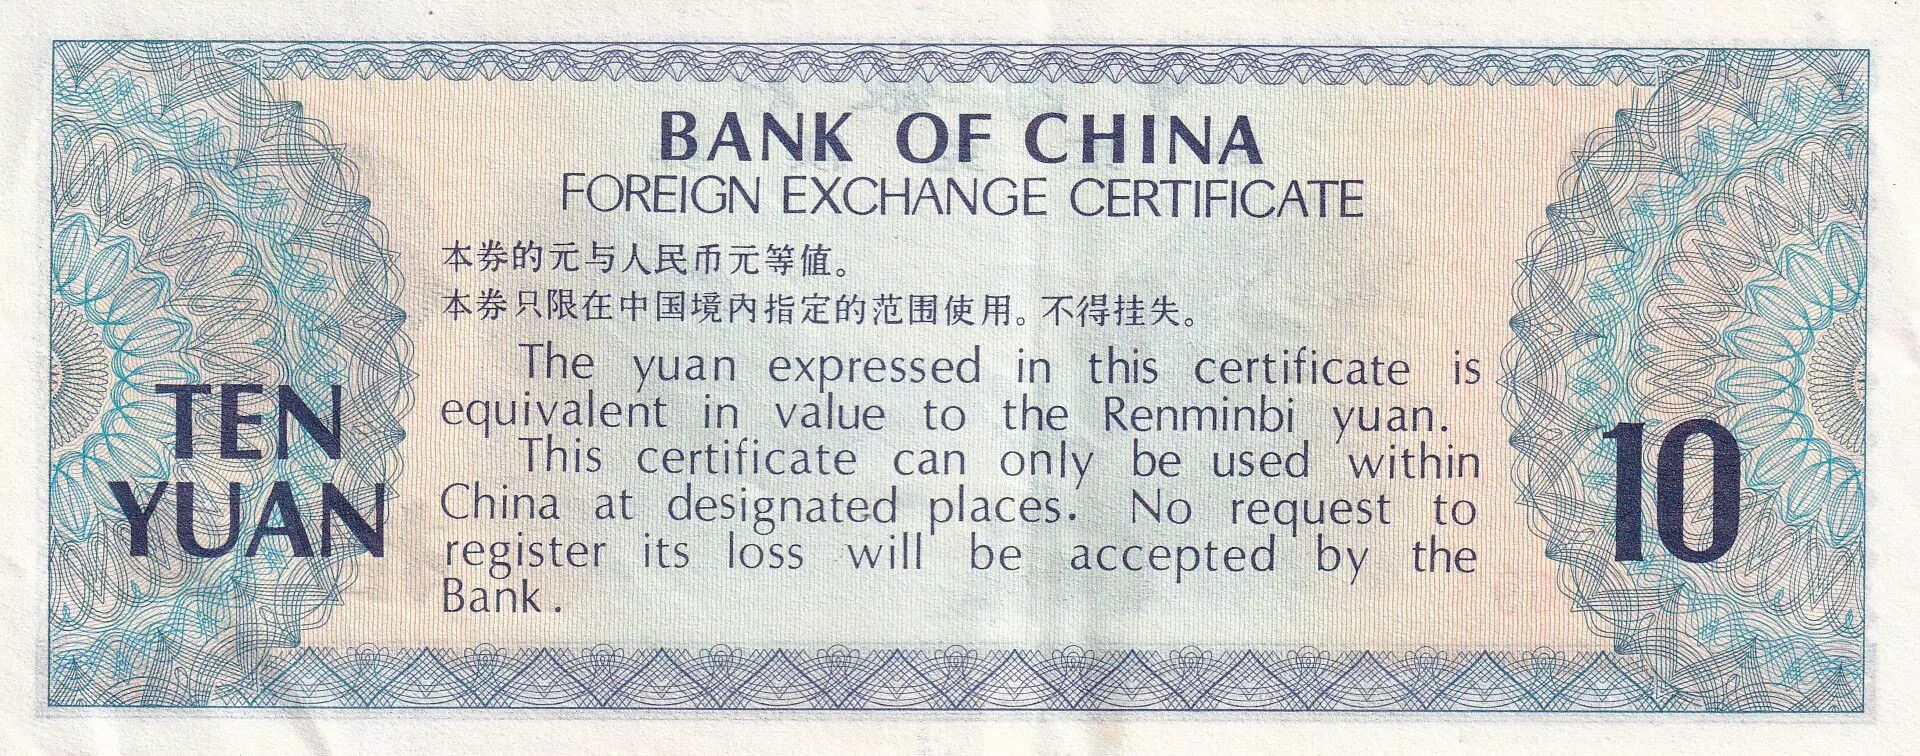 BANK OF CHINA
FOREIGN EXCHANGE CERTIFICATE
本券的元与人民币元等值。
本券只限在中国境内指定的范围使用。不得挂失。
The yuan expressed in this certificate is
equivalent in value to the Renminbi yuan.
This certificate can only be used within
China at designated places. No request to
register its loss will be accepted by the
Bank.
TEN
YUAN
10